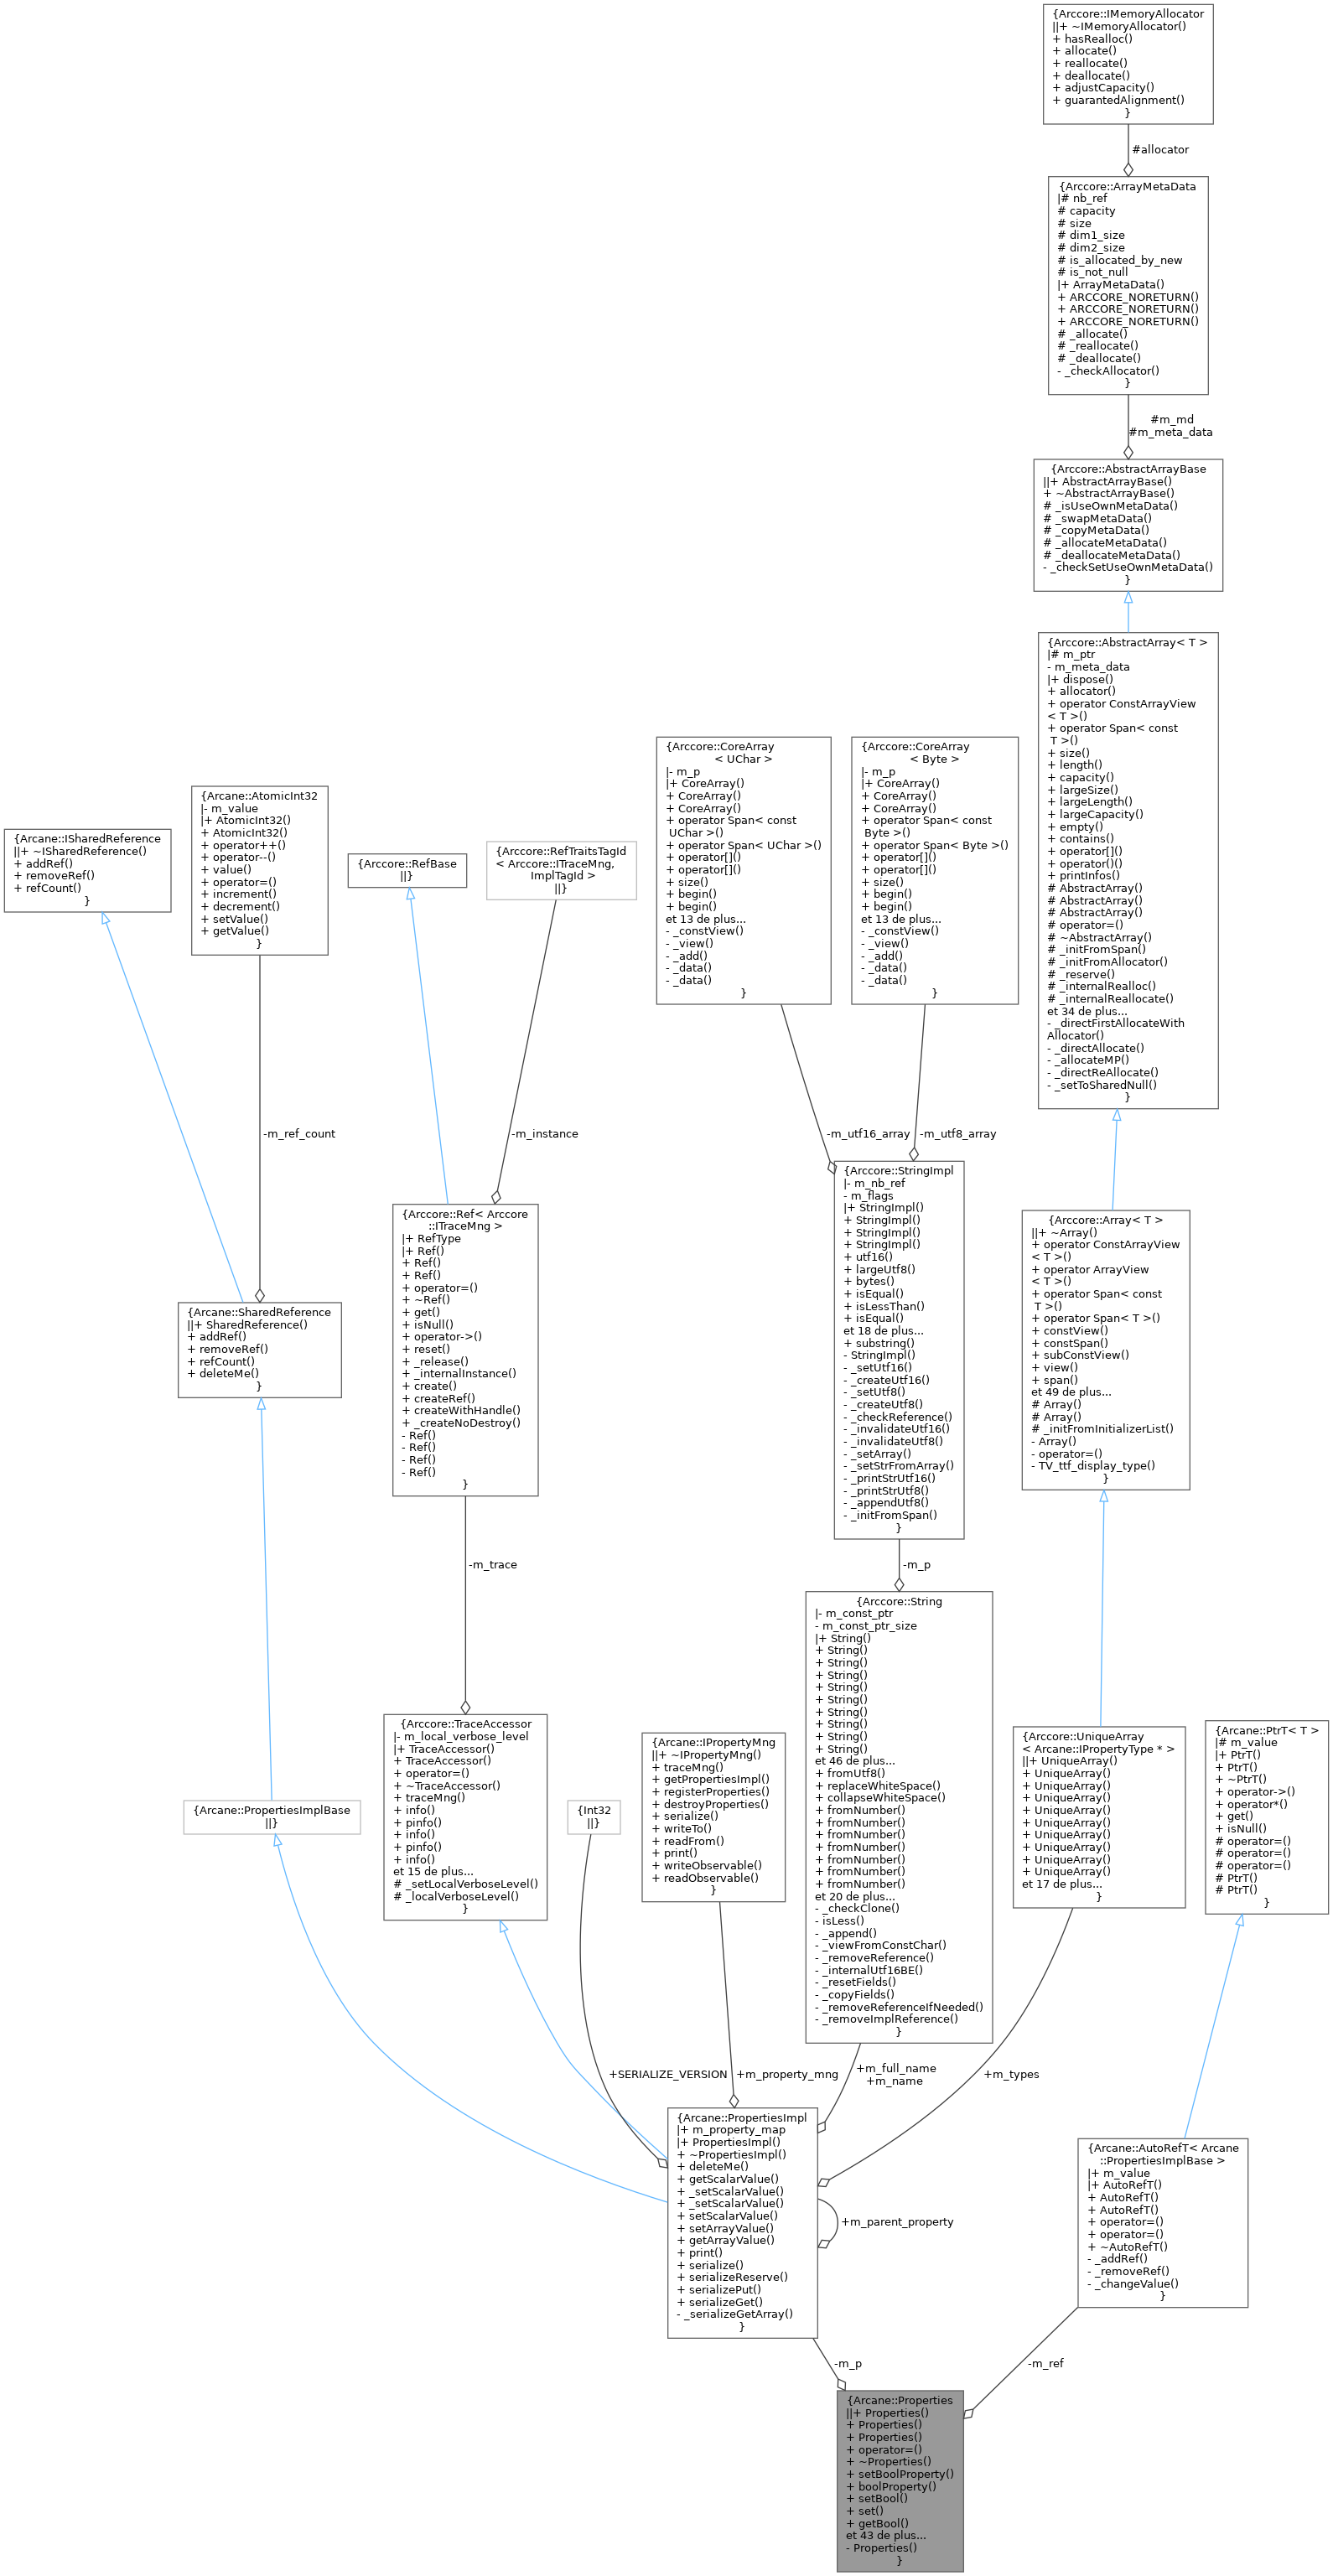 {Arccore::IMemoryAllocator
||+ ~IMemoryAllocator()
+ hasRealloc()
+ allocate()
+ reallocate()
+ deallocate()
+ adjustCapacity()
+ guarantedAlignment()
}
#allocator
{Arccore::ArrayMetaData
|# nb_ref
# capacity
# size
# dim1_size
# dim2_size
# is_allocated_by_new
# is_not_null
|+ ArrayMetaData()
+ ARCCORE_NORETURN()
+ ARCCORE_NORETURN()
+ ARCCORE_NORETURN()
# _allocate()
# _reallocate()
# _deallocate()
- _checkAllocator()
}
#m_md
#m_meta_data
{Arccore::AbstractArrayBase
||+ AbstractArrayBase()
+ ~AbstractArrayBase()
# _isUseOwnMetaData()
# _swapMetaData()
# _copyMetaData()
# _allocateMetaData()
# _deallocateMetaData()
- _checkSetUseOwnMetaData()
}
{Arccore::AbstractArray< T >
|# m_ptr
- m_meta_data
|+ dispose()
+ allocator()
+ operator ConstArrayView
< T >()
+ operator Span< const
T >()
+ size()
+ length()
+ capacity()
+ largeSize()
+ largeLength()
+ largeCapacity()
+ empty()
+ contains()
+ operator[]()
+ operator()()
+ printInfos()
# AbstractArray()
# AbstractArray()
# AbstractArray()
# operator=()
# ~AbstractArray()
# _initFromSpan()
# _initFromAllocator()
# _reserve()
# _internalRealloc()
# _internalReallocate()
et 34 de plus...
- _directFirstAllocateWith
Allocator()
- _directAllocate()
- _allocateMP()
- _directReAllocate()
- _setToSharedNull()
}
{Arccore::CoreArray
< UChar >
|- m_p
|+ CoreArray()
+ CoreArray()
+ CoreArray()
+ operator Span< const
UChar >()
+ operator Span< UChar >()
+ operator[]()
+ operator[]()
+ size()
+ begin()
+ begin()
et 13 de plus...
- _constView()
- _view()
- _add()
- _data()
- _data()
}
{Arccore::CoreArray
< Byte >
|- m_p
|+ CoreArray()
+ CoreArray()
+ CoreArray()
+ operator Span< const
Byte >()
+ operator Span< Byte >()
+ operator[]()
+ operator[]()
+ size()
+ begin()
+ begin()
et 13 de plus...
- _constView()
- _view()
- _add()
- _data()
- _data()
}
{Arcane::ISharedReference
||+ ~ISharedReference()
+ addRef()
+ removeRef()
+ refCount()
}
{Arcane::AtomicInt32
|- m_value
|+ AtomicInt32()
+ AtomicInt32()
+ operator++()
+ operator--()
+ value()
+ operator=()
+ increment()
+ decrement()
+ setValue()
+ getValue()
}
{Arccore::RefBase
||}
{Arccore::RefTraitsTagId
< Arccore::ITraceMng,
ImplTagId >
||}
-m_ref_count
-m_instance
-m_utf16_array
-m_utf8_array
{Arccore::StringImpl
|- m_nb_ref
- m_flags
|+ StringImpl()
+ StringImpl()
+ StringImpl()
+ StringImpl()
+ utf16()
+ largeUtf8()
+ bytes()
+ isEqual()
+ isLessThan()
+ isEqual()
et 18 de plus...
+ substring()
- StringImpl()
- _setUtf16()
- _createUtf16()
- _setUtf8()
- _createUtf8()
- _checkReference()
- _invalidateUtf16()
- _invalidateUtf8()
- _setArray()
- _setStrFromArray()
- _printStrUtf16()
- _printStrUtf8()
- _appendUtf8()
- _initFromSpan()
}
{Arccore::Ref< Arccore
::ITraceMng >
|+ RefType
|+ Ref()
+ Ref()
+ Ref()
+ operator=()
+ ~Ref()
+ get()
+ isNull()
+ operator->()
+ reset()
+ _release()
+ _internalInstance()
+ create()
+ createRef()
+ createWithHandle()
+ _createNoDestroy()
- Ref()
- Ref()
- Ref()
- Ref()
}
{Arccore::Array< T >
||+ ~Array()
+ operator ConstArrayView
< T >()
+ operator ArrayView
< T >()
+ operator Span< const
T >()
+ operator Span< T >()
+ constView()
+ constSpan()
+ subConstView()
+ view()
+ span()
et 49 de plus...
# Array()
# Array()
# _initFromInitializerList()
- Array()
- operator=()
- TV_ttf_display_type()
}
{Arcane::SharedReference
||+ SharedReference()
+ addRef()
+ removeRef()
+ refCount()
+ deleteMe()
}
-m_trace
-m_p
{Arccore::String
|- m_const_ptr
- m_const_ptr_size
|+ String()
+ String()
+ String()
+ String()
+ String()
+ String()
+ String()
+ String()
+ String()
+ String()
et 46 de plus...
+ fromUtf8()
+ replaceWhiteSpace()
+ collapseWhiteSpace()
+ fromNumber()
+ fromNumber()
+ fromNumber()
+ fromNumber()
+ fromNumber()
+ fromNumber()
+ fromNumber()
et 20 de plus...
- _checkClone()
- isLess()
- _append()
- _viewFromConstChar()
- _removeReference()
- _internalUtf16BE()
- _resetFields()
- _copyFields()
- _removeReferenceIfNeeded()
- _removeImplReference()
}
{Arccore::TraceAccessor
|- m_local_verbose_level
|+ TraceAccessor()
+ TraceAccessor()
+ operator=()
+ ~TraceAccessor()
+ traceMng()
+ info()
+ pinfo()
+ info()
+ pinfo()
+ info()
et 15 de plus...
# _setLocalVerboseLevel()
# _localVerboseLevel()
}
{Arcane::IPropertyMng
||+ ~IPropertyMng()
+ traceMng()
+ getPropertiesImpl()
+ registerProperties()
+ destroyProperties()
+ serialize()
+ writeTo()
+ readFrom()
+ print()
+ writeObservable()
+ readObservable()
}
{Arccore::UniqueArray
< Arcane::IPropertyType * >
||+ UniqueArray()
+ UniqueArray()
+ UniqueArray()
+ UniqueArray()
+ UniqueArray()
+ UniqueArray()
+ UniqueArray()
+ UniqueArray()
+ UniqueArray()
+ UniqueArray()
et 17 de plus...
}
{Arcane::PtrT< T >
|# m_value
|+ PtrT()
+ PtrT()
+ ~PtrT()
+ operator->()
+ operator*()
+ get()
+ isNull()
# operator=()
# operator=()
# operator=()
# PtrT()
# PtrT()
}
{Arcane::PropertiesImplBase
||}
{Int32
||}
+SERIALIZE_VERSION
+m_property_mng
+m_full_name
+m_name
+m_types
{Arcane::PropertiesImpl
|+ m_property_map
|+ PropertiesImpl()
+ ~PropertiesImpl()
+ deleteMe()
+ getScalarValue()
+ _setScalarValue()
+ _setScalarValue()
+ setScalarValue()
+ setArrayValue()
+ getArrayValue()
+ print()
+ serialize()
+ serializeReserve()
+ serializePut()
+ serializeGet()
- _serializeGetArray()
}
+m_parent_property
{Arcane::AutoRefT< Arcane
::PropertiesImplBase >
|+ m_value
|+ AutoRefT()
+ AutoRefT()
+ AutoRefT()
+ operator=()
+ operator=()
+ ~AutoRefT()
- _addRef()
- _removeRef()
- _changeValue()
}
-m_p
-m_ref
{Arcane::Properties
||+ Properties()
+ Properties()
+ Properties()
+ operator=()
+ ~Properties()
+ setBoolProperty()
+ boolProperty()
+ setBool()
+ set()
+ getBool()
et 43 de plus...
- Properties()
}